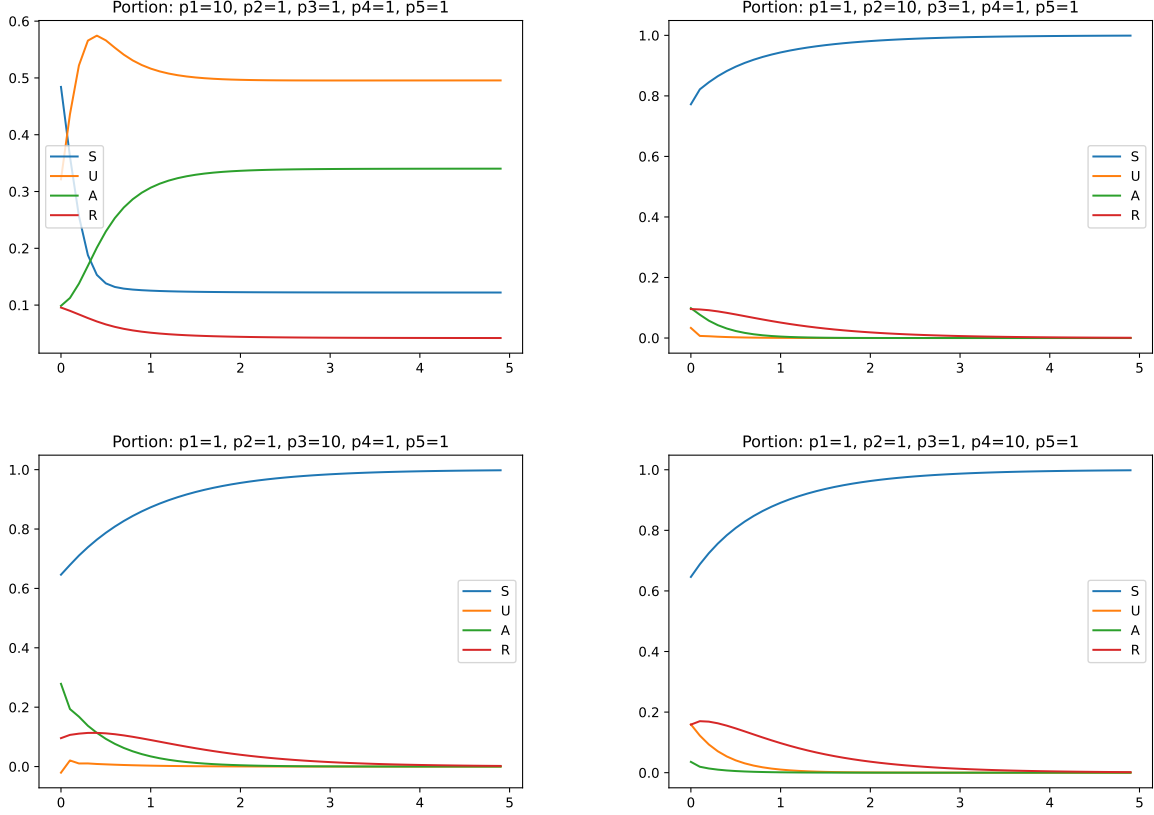 Portion: p1=10, p2=1, p3=1, p4=1, p5=1
0.6
0.5
0.4
0.3
0.2
0.1
S
U
A
R
0 1 2 3 4 5
Portion: p1=1, p2=10, p3=1, p4=1, p5=1
1.0
0.8
0.6
0.4
0.2
0.0
S
U
A
R
0 1 2 3 4 5
Portion: p1=1, p2=1, p3=10, p4=1, p5=1
1.0
0.8
0.6
0.4
0.2
0.0
S
U
A
R
0 1 2 3 4 5
Portion: p1=1, p2=1, p3=1, p4=10, p5=1
1.0
0.8
0.6
0.4
0.2
0.0
S
U
A
R
0 1 2 3 4 5